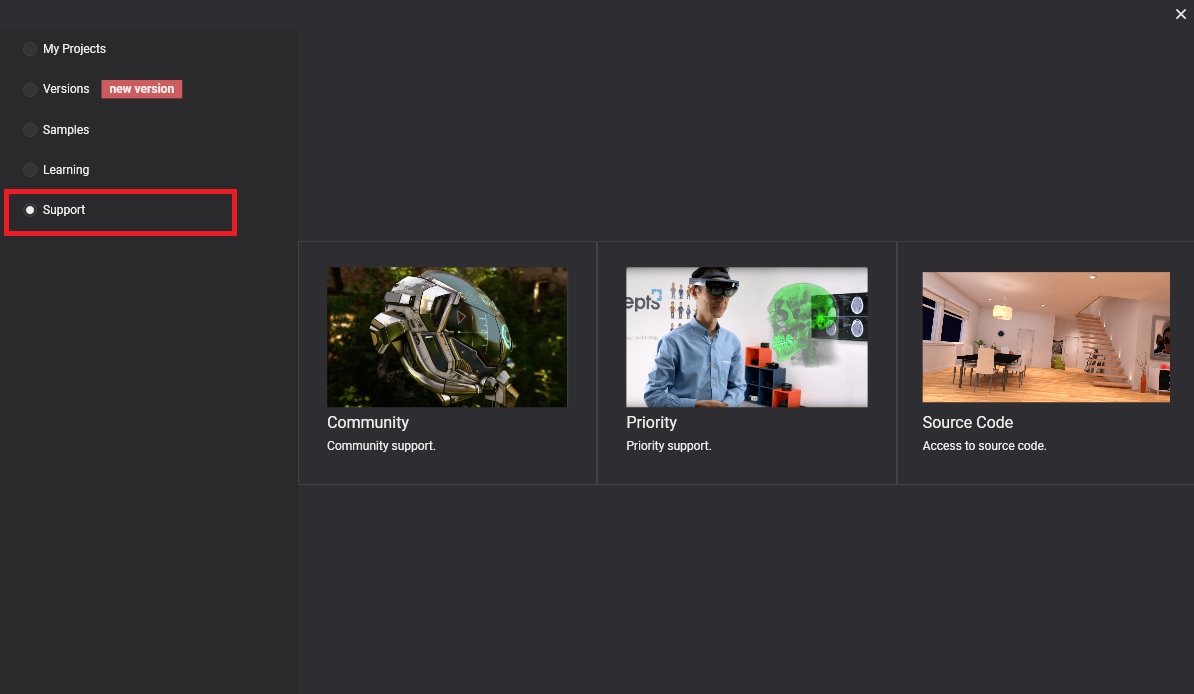 My Projects
Versions new version
Samples
Learning
Support
Community
Community support.
Priority
Priority support.
Source Code
Access to source code.